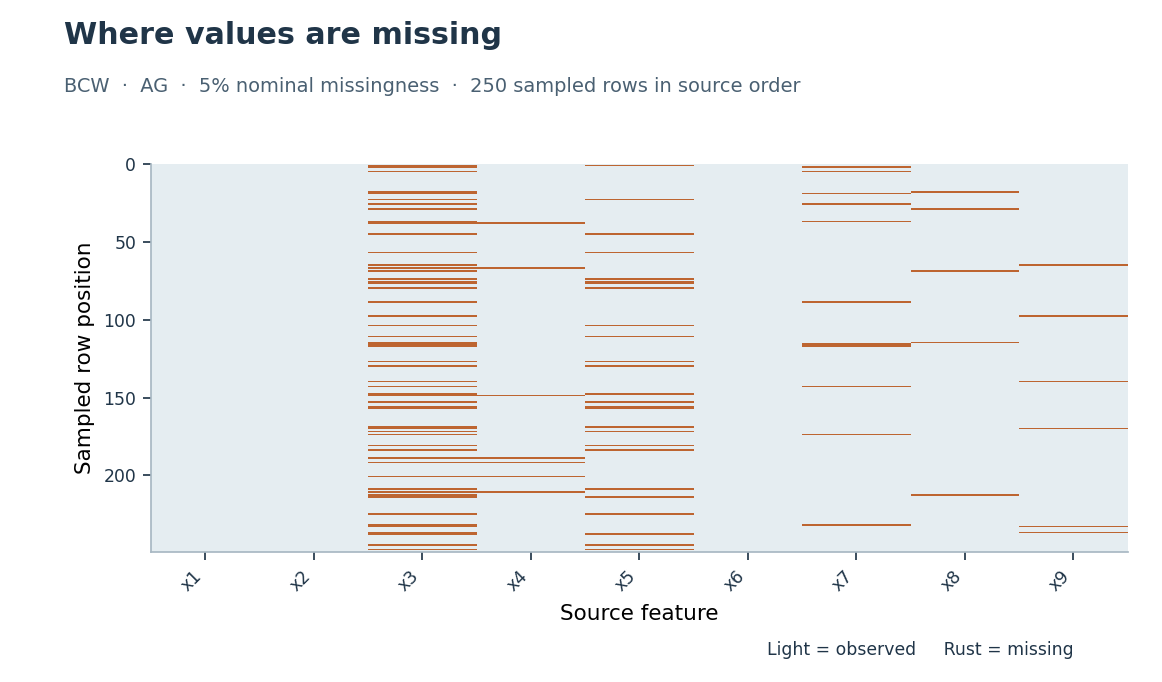 Where values are missing
BCW · AG · 5% nominal missingness · 250 sampled rows in source order
0
50
100
150
200
Sampled row position
x1 x2 x3 x4 x5 x6 x7 x8 x9
Source feature
Light = observed Rust = missing